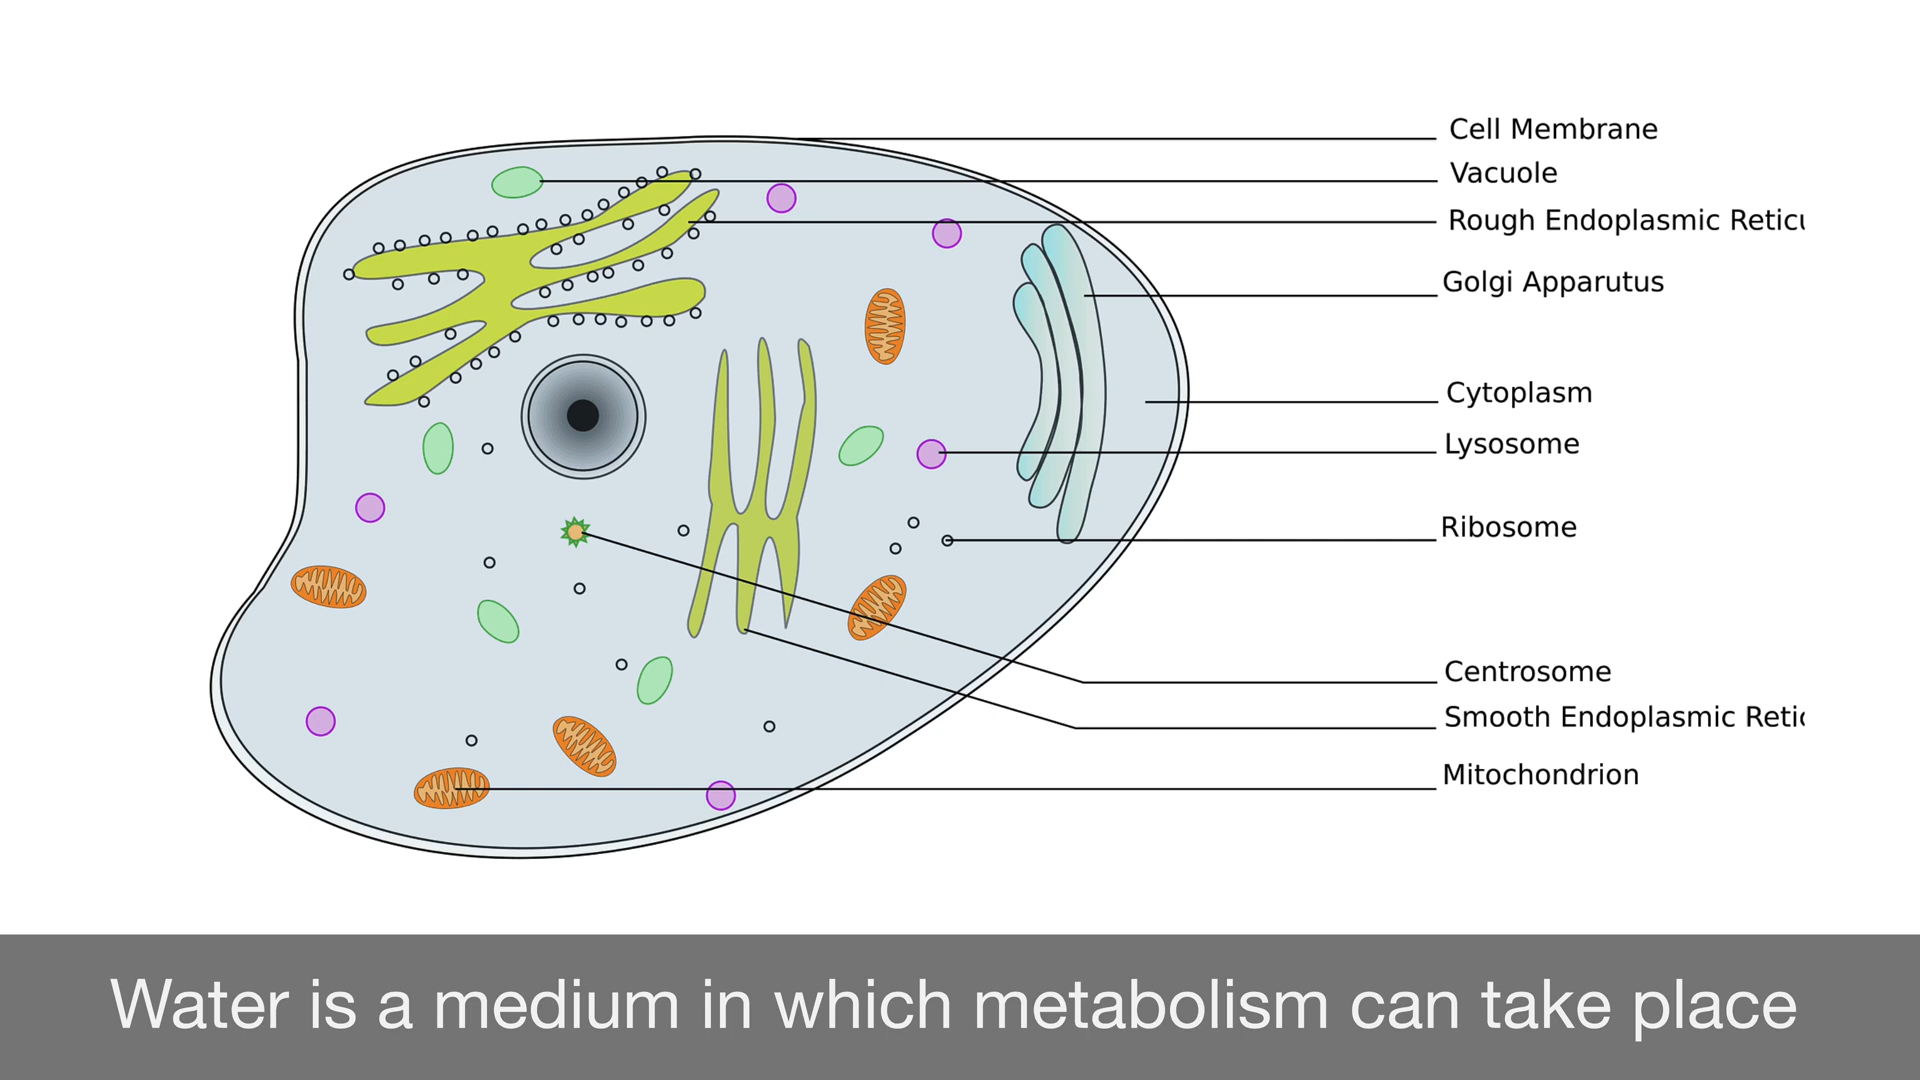 Cell Membrane
Vacuole
Rough Endoplasmic Reticu
Golgi Apparutus
Cytoplasm
Lysosome
Ribosome
Centrosome
Smooth Endoplasmic Retic
Mitochondrion
Water is a medium in which metabolism can take place